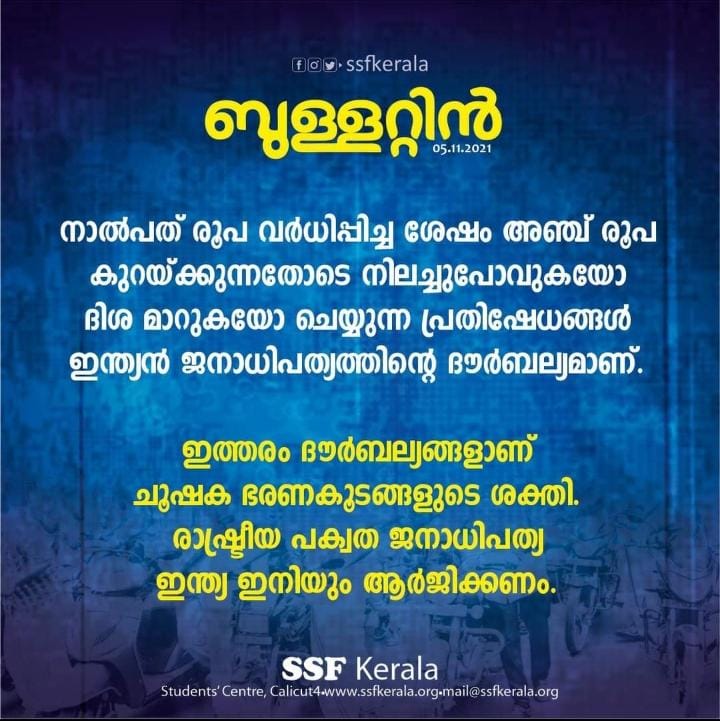 ssfkerala
ബുള്ളറ്റിൻ
05.11.2021
നാൽപത് രൂപ വർധിപ്പിച്ച ശേഷം അഞ്ച് രൂപ
കുറയ്ക്കുന്നതോടെ നിലച്ചുപോവുകയോ
ദിശ മാറുകയോ ചെയ്യുന്ന പ്രതിഷേധങ്ങൾ
ഇന്ത്യൻ ജനാധിപത്യത്തിന്റെ ദൗർബല്യമാണ്.
ഇത്തരം ദൗർബല്യങ്ങളാണ്
ചൂഷക ഭരണകൂടങ്ങളുടെ ശക്തി.
രാഷ്ട്രീയ പക്വത ജനാധിപത്യ
ഇന്ത്യ ഇനിയും ആർജിക്കണം.
SSF Kerala
Students' Centre, Calicut4•www.ssfkerala.org•mail@ssfkerala.org